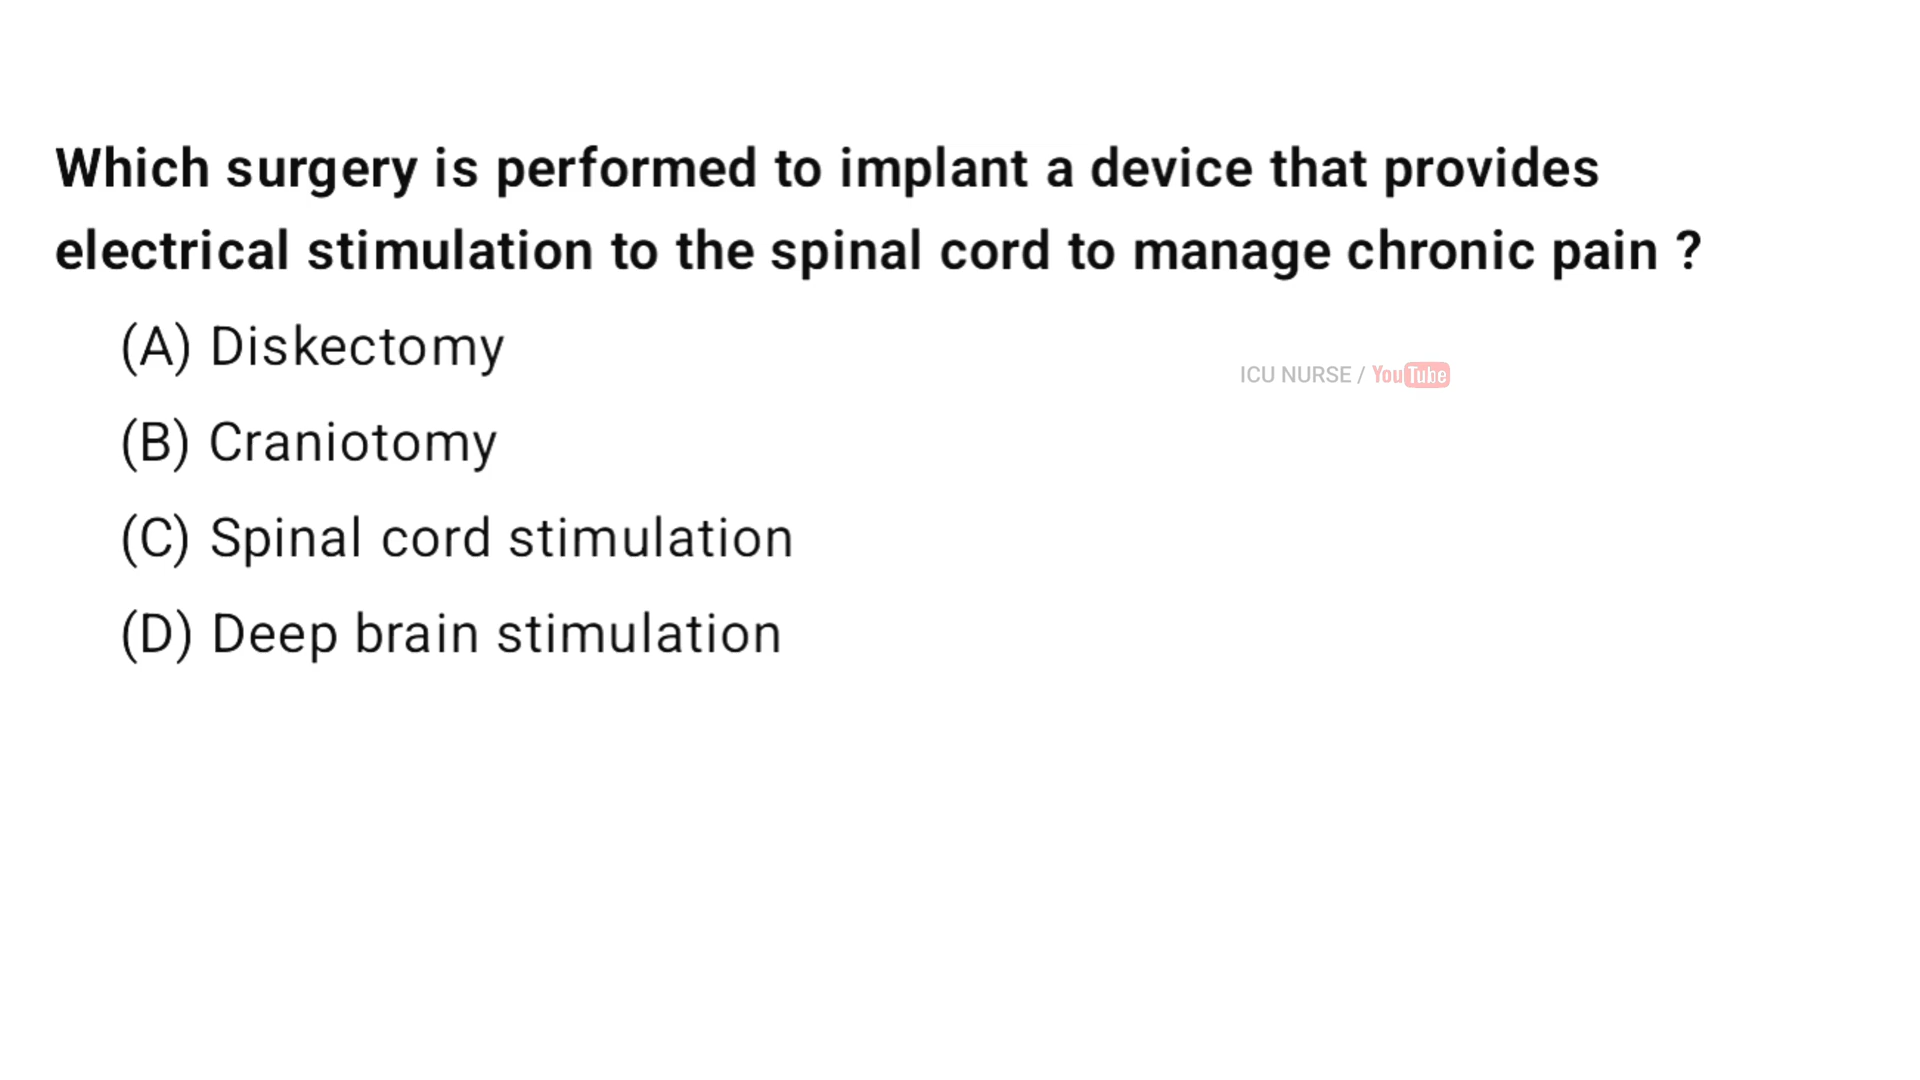 Which surgery is performed to implant a device that provides
electrical stimulation to the spinal cord to manage chronic pain ?
(A) Diskectomy
ICU NURSE / YouTube
(B) Craniotomy
(C) Spinal cord stimulation
(D) Deep brain stimulation